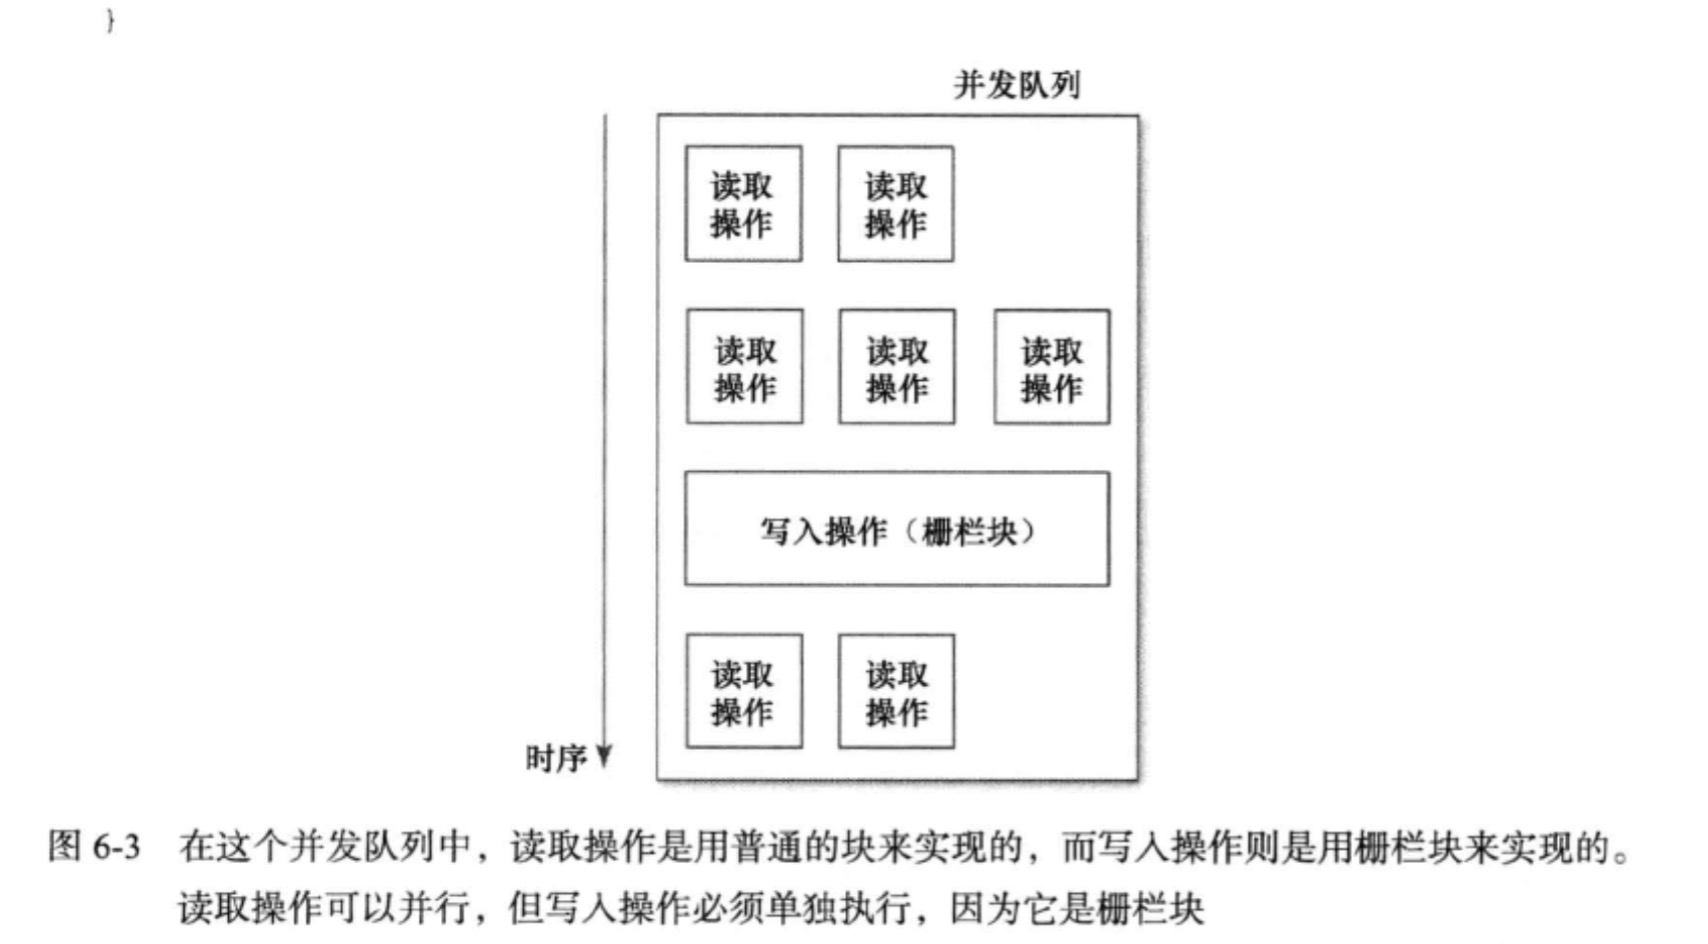 }
并发队列
读取 读取
操作 操作
读取 读取 读取
操作 操作 操作
写入操作（栅栏块）
读取 读取
操作 操作
时序
图 6-3 在这个并发队列中，读取操作是用普通的块来实现的，而写入操作则是用栅栏块来实现的。
读取操作可以并行，但写入操作必须单独执行，因为它是栅栏块